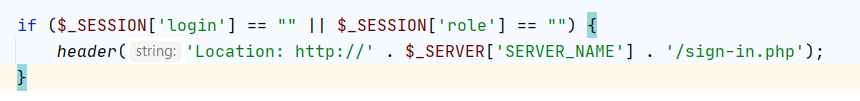 if ($_SESSION['login'] == "" || $_SESSION['role'] == "") {
header( string: 'Location: http://' . $_SERVER['SERVER_NAME'] . '/sign-in.php');
}